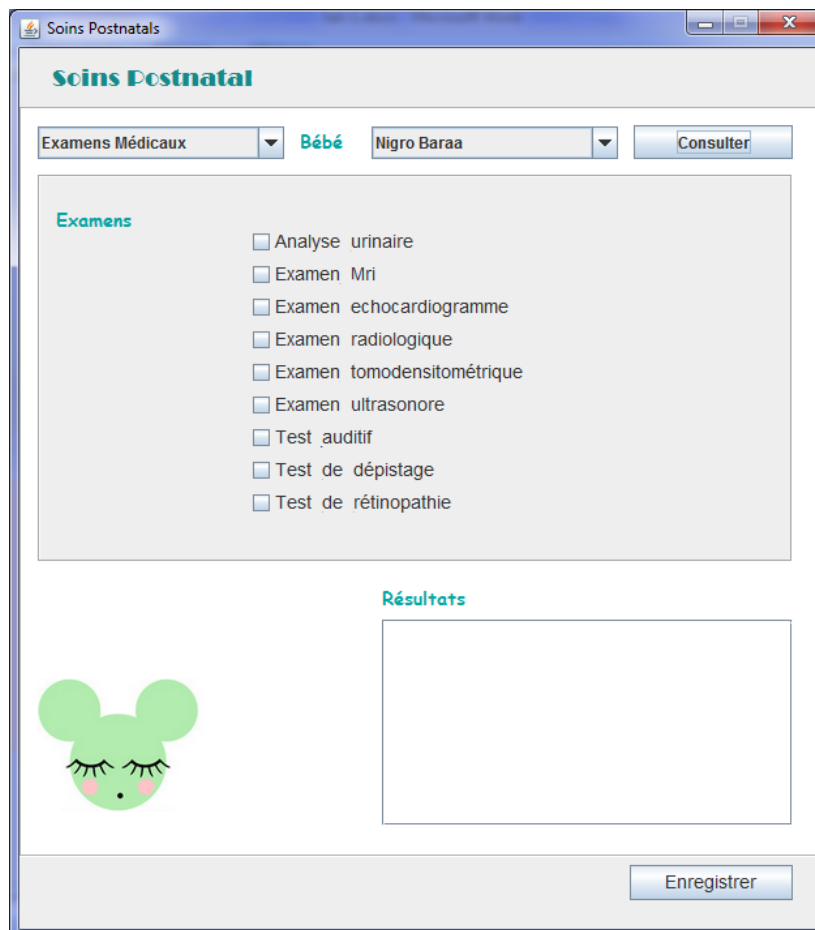 Soins Postnatals
Soins Postnatal
Examens Médicaux Bébé Nigro Baraa Consulter
Examens
Analyse urinaire
Examen Mri
Examen echocardiogramme
Examen radiologique
Examen tomodensitométrique
Examen ultrasonore
Test auditif
Test de dépistage
Test de rétinopathie
Résultats
Enregistrer